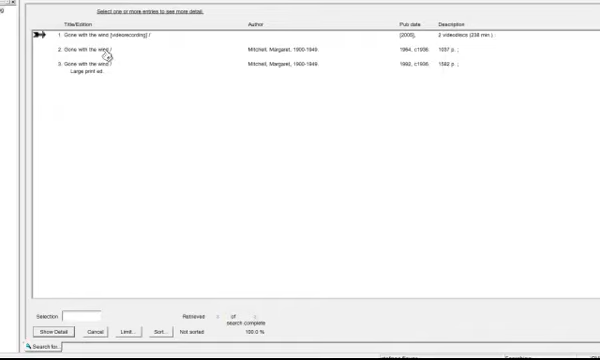 Select one or more entries to see more detail.
Title/Edition Author Pub date Description
1. Gone with the wind [videorecording] / [2005]. 2 videodiscs (238 min.) :
2. Gone with the wind / Mitchell, Margaret, 1900-1949. 1964, c1936. 1037 p. ;
3. Gone with the wind / Mitchell, Margaret, 1900-1949. 1992, c1936. 1582 p. ;
Large print ed.
Selection Retrieved of
search complete
Show Detail Cancel Limit... Sort... Not sorted 100.0 %
Search for..